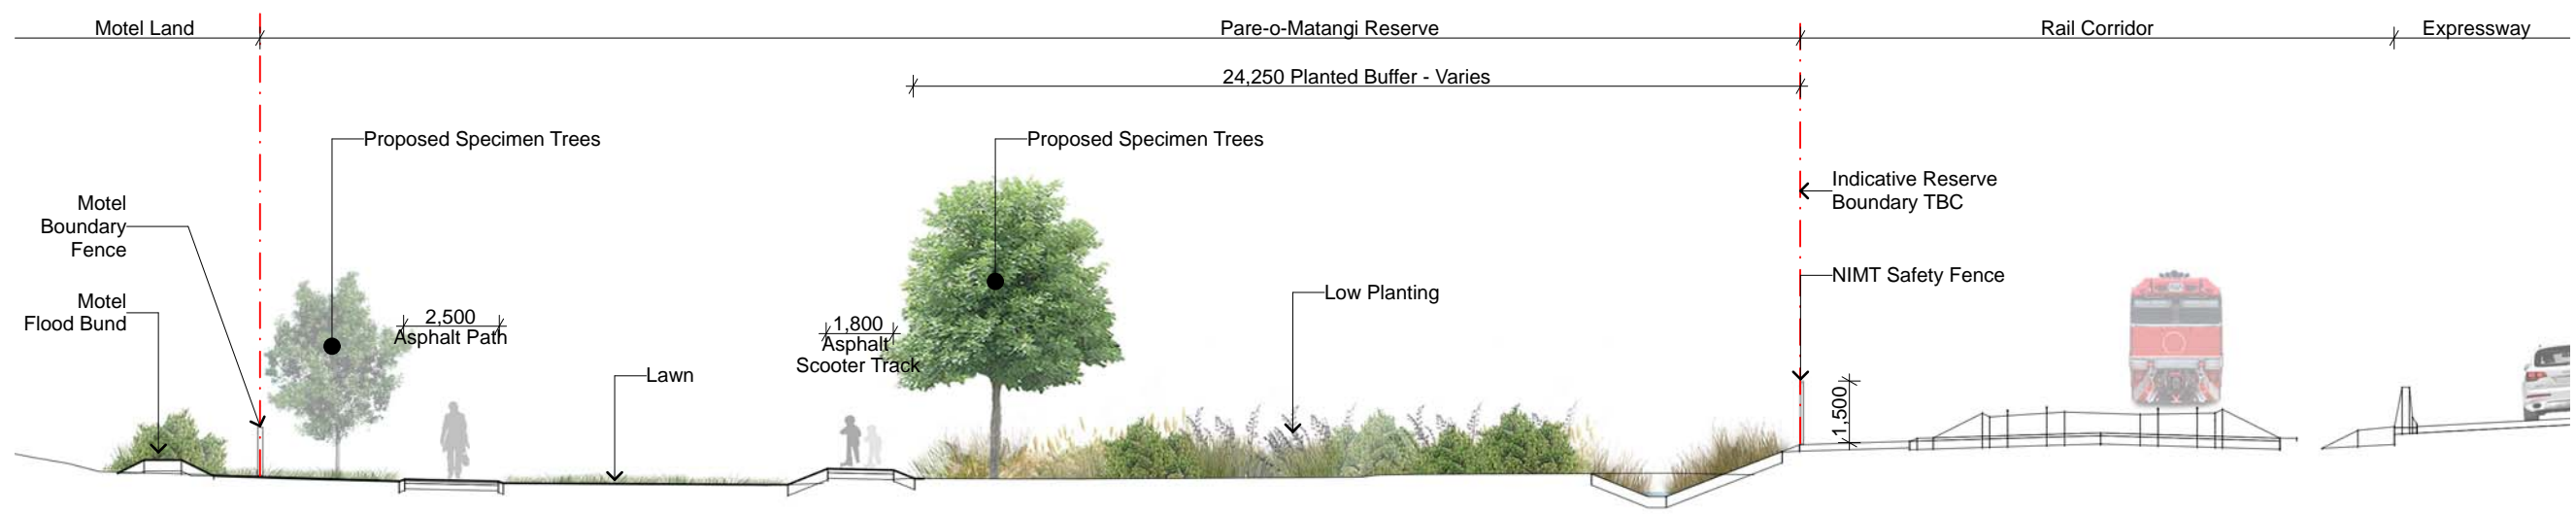 Motel Land
Pare-o-Matangi Reserve
Rail Corridor
Expressway
24,250 Planted Buffer - Varies
Proposed Specimen Trees
Proposed Specimen Trees
Indicative Reserve
Boundary TBC
Motel
Boundary
Fence
NIMT Safety Fence
Low Planting
Motel
Flood Bund
2,500
Asphalt Path
1,800
Asphalt
Scooter Track
Lawn
1,500